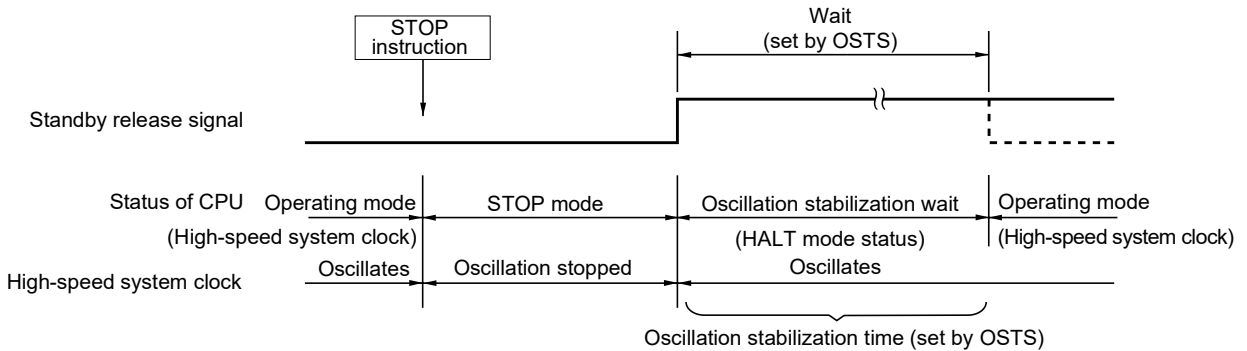 STOP
instruction
Wait
(set by OSTS)
Standby release signal
Status of CPU
Operating mode
STOP mode
Oscillation stabilization wait
Operating mode
(High-speed system clock)
(HALT mode status)
(High-speed system clock)
High-speed system clock
Oscillates
Oscillation stopped
Oscillates
Oscillation stabilization time (set by OSTS)